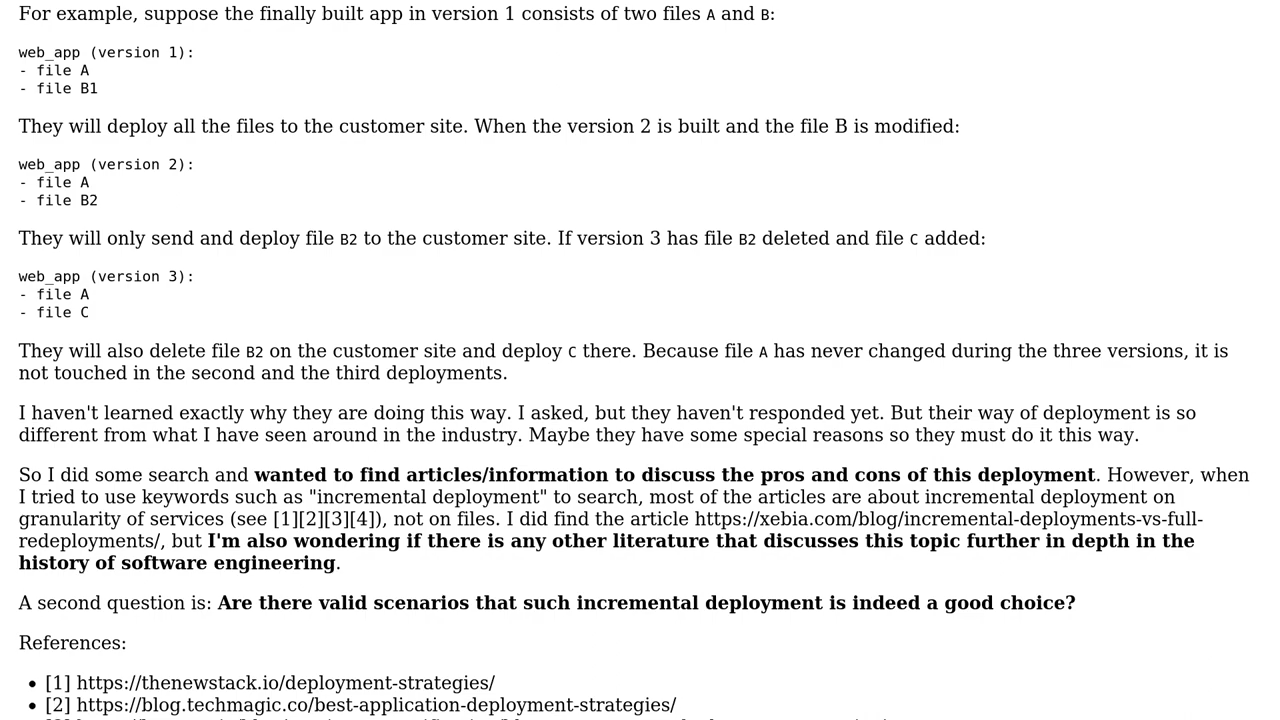 For example, suppose the finally built app in version 1 consists of two files A and B:
web_app (version 1):
- file A
- file B1
They will deploy all the files to the customer site. When the version 2 is built and the file B is modified:
web_app (version 2):
- file A
- file B2
They will only send and deploy file B2 to the customer site. If version 3 has file B2 deleted and file C added:
web_app (version 3):
- file A
- file C
They will also delete file B2 on the customer site and deploy C there. Because file A has never changed during the three versions, it is
not touched in the second and the third deployments.
I haven't learned exactly why they are doing this way. I asked, but they haven't responded yet. But their way of deployment is so
different from what I have seen around in the industry. Maybe they have some special reasons so they must do it this way.
So I did some search and wanted to find articles/information to discuss the pros and cons of this deployment. However, when
I tried to use keywords such as "incremental deployment" to search, most of the articles are about incremental deployment on
granularity of services (see [1][2][3][4]), not on files. I did find the article https://xebia.com/blog/incremental-deployments-vs-full-
redeployments/, but I'm also wondering if there is any other literature that discusses this topic further in depth in the
history of software engineering.
A second question is: Are there valid scenarios that such incremental deployment is indeed a good choice?
References:
• [1] https://thenewstack.io/deployment-strategies/
• [2] https://blog.techmagic.co/best-application-deployment-strategies/